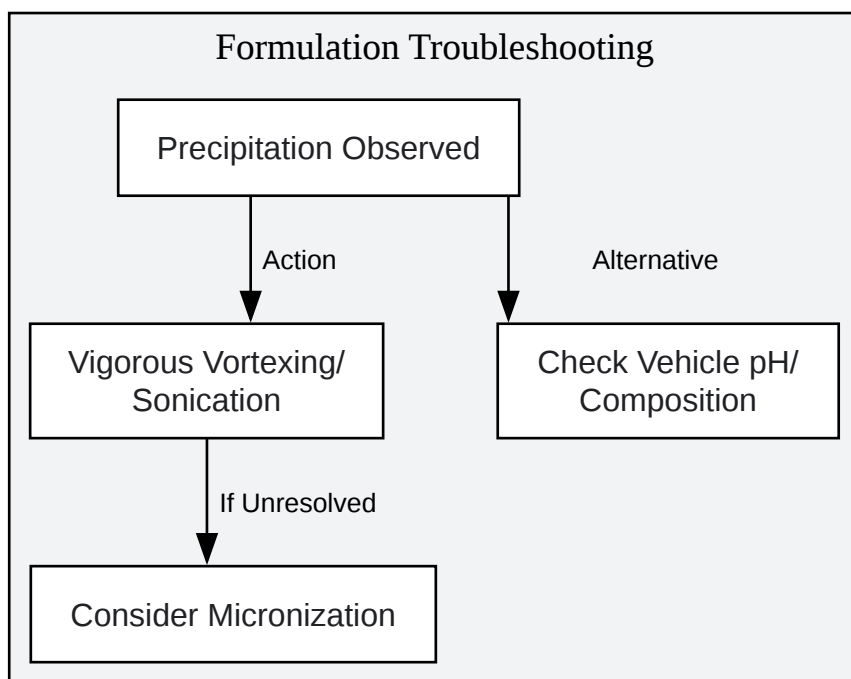 Formulation Troubleshooting
Precipitation Observed
Action
Alternative
Vigorous Vortexing/
Sonication
Check Vehicle pH/
Composition
If Unresolved
Consider Micronization